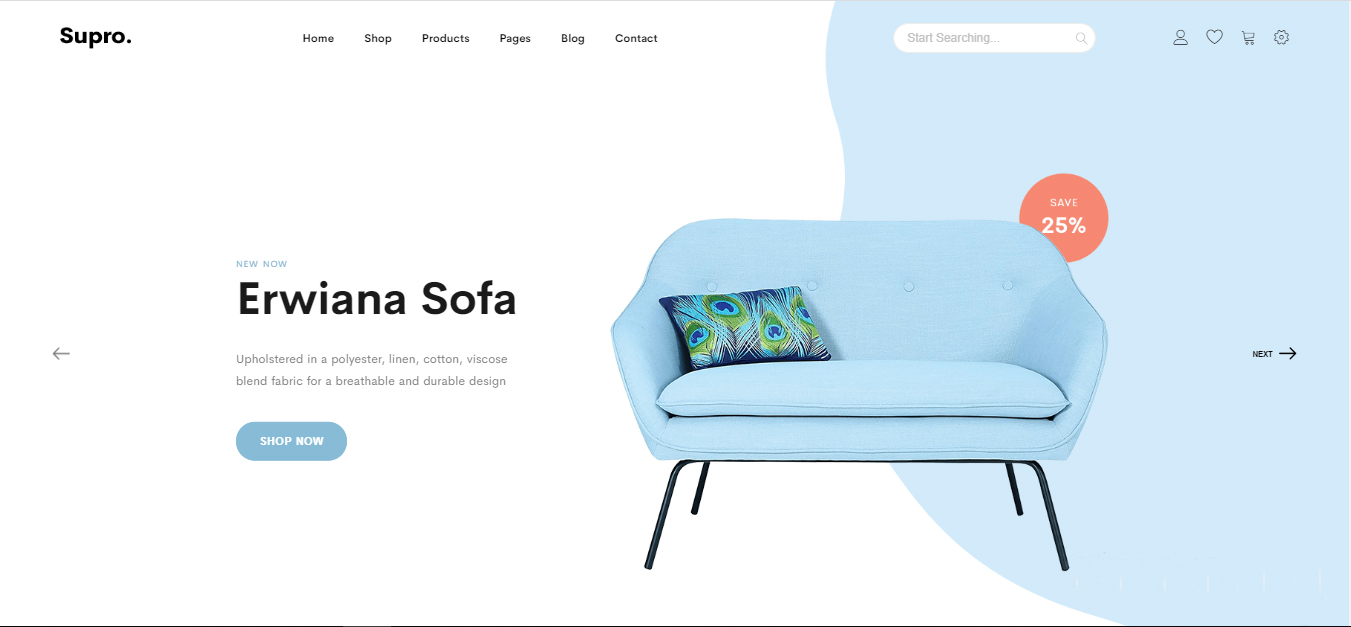 Supro.
Home
Shop
Products
Pages
Blog
Contact
Start Searching...
SAVE
25%
NEW NOW
Erwiana Sofa
Upholstered in a polyester, linen, cotton, viscose
blend fabric for a breathable and durable design
SHOP NOW
NEXT